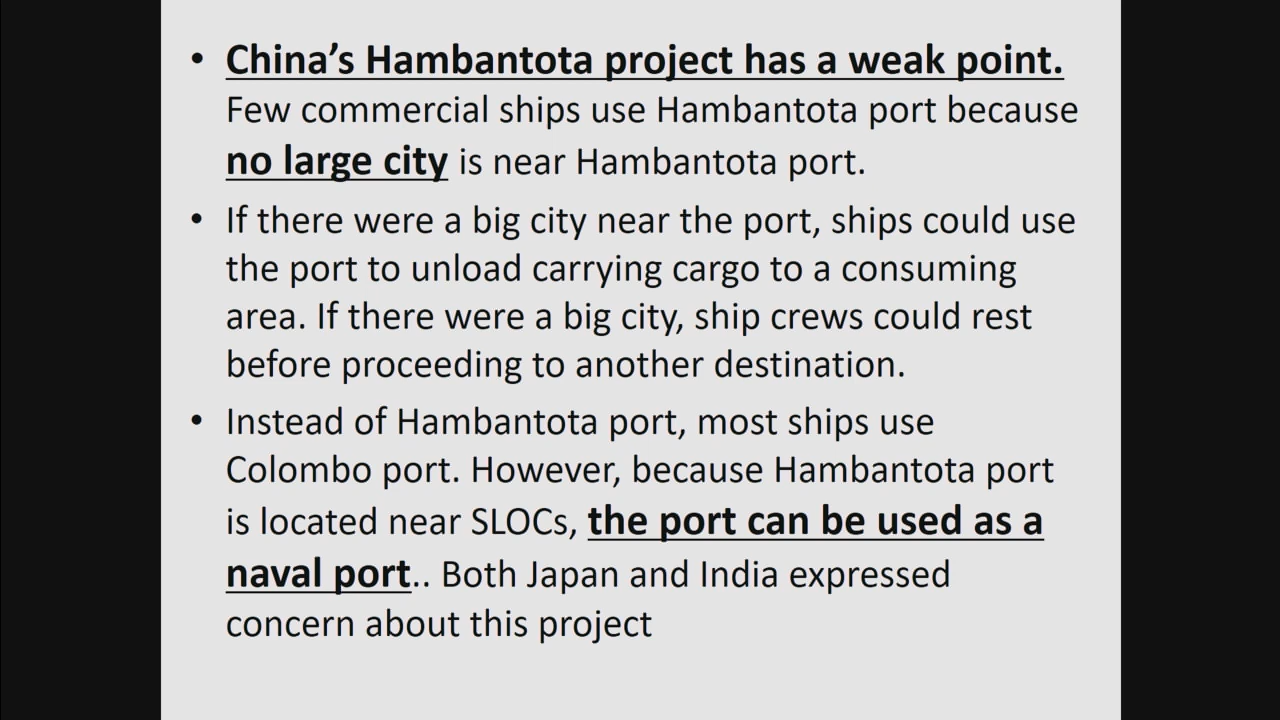 • China’s Hambantota project has a weak point.
Few commercial ships use Hambantota port because
no large city is near Hambantota port.
• If there were a big city near the port, ships could use
the port to unload carrying cargo to a consuming
area. If there were a big city, ship crews could rest
before proceeding to another destination.
• Instead of Hambantota port, most ships use
Colombo port. However, because Hambantota port
is located near SLOCs, the port can be used as a
naval port.. Both Japan and India expressed
concern about this project